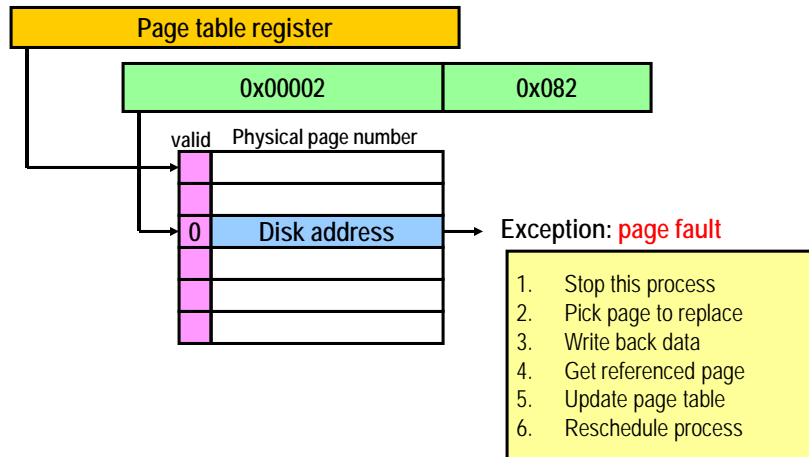 Page table register
0x00002 0x082
valid Physical page number
0 Disk address
Exception: page fault
1. Stop this process
2. Pick page to replace
3. Write back data
4. Get referenced page
5. Update page table
6. Reschedule process